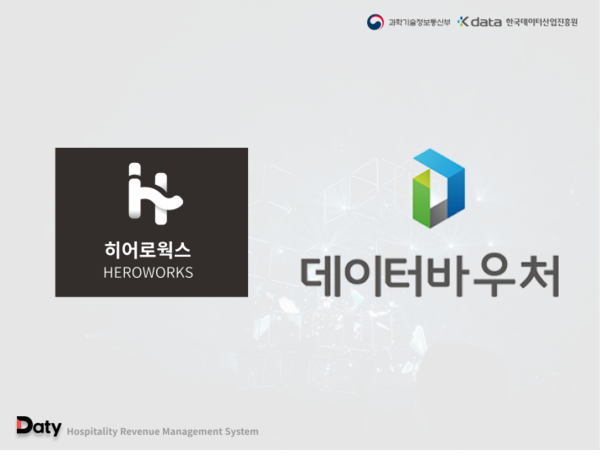 과학기술정보통신부 Kdata 한국데이터산업진흥원
히어로웍스
HEROWORKS
데이터바우처
Daty Hospitality Revenue Management System